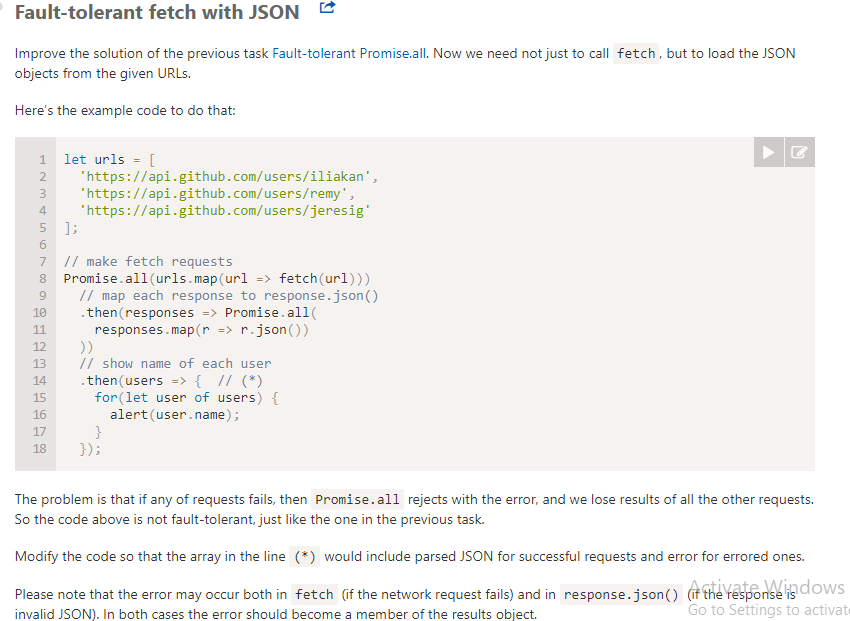 Fault-tolerant fetch with JSON
Improve the solution of the previous task Fault-tolerant Promise.all. Now we need not just to call fetch, but to load the JSON
objects from the given URLs.
Here's the example code to do that:
1 let urls = [
2   'https://api.github.com/users/iliakan',
3   'https://api.github.com/users/remy',
4   'https://api.github.com/users/jeresig'
5 ];
6
7 // make fetch requests
8 Promise.all(urls.map(url => fetch(url)))
9   // map each response to response.json()
10   .then(responses => Promise.all(
11     responses.map(r => r.json())
12   ))
13   // show name of each user
14   .then(users => {  // (*)
15     for(let user of users) {
16       alert(user.name);
17     }
18   });
The problem is that if any of requests fails, then Promise.all rejects with the error, and we lose results of all the other requests.
So the code above is not fault-tolerant, just like the one in the previous task.
Modify the code so that the array in the line (*) would include parsed JSON for successful requests and error for errored ones.
Please note that the error may occur both in fetch (if the network request fails) and in response.json() (if the response is
invalid JSON). In both cases the error should become a member of the results object.
Activate Windows
Go to Settings to activat